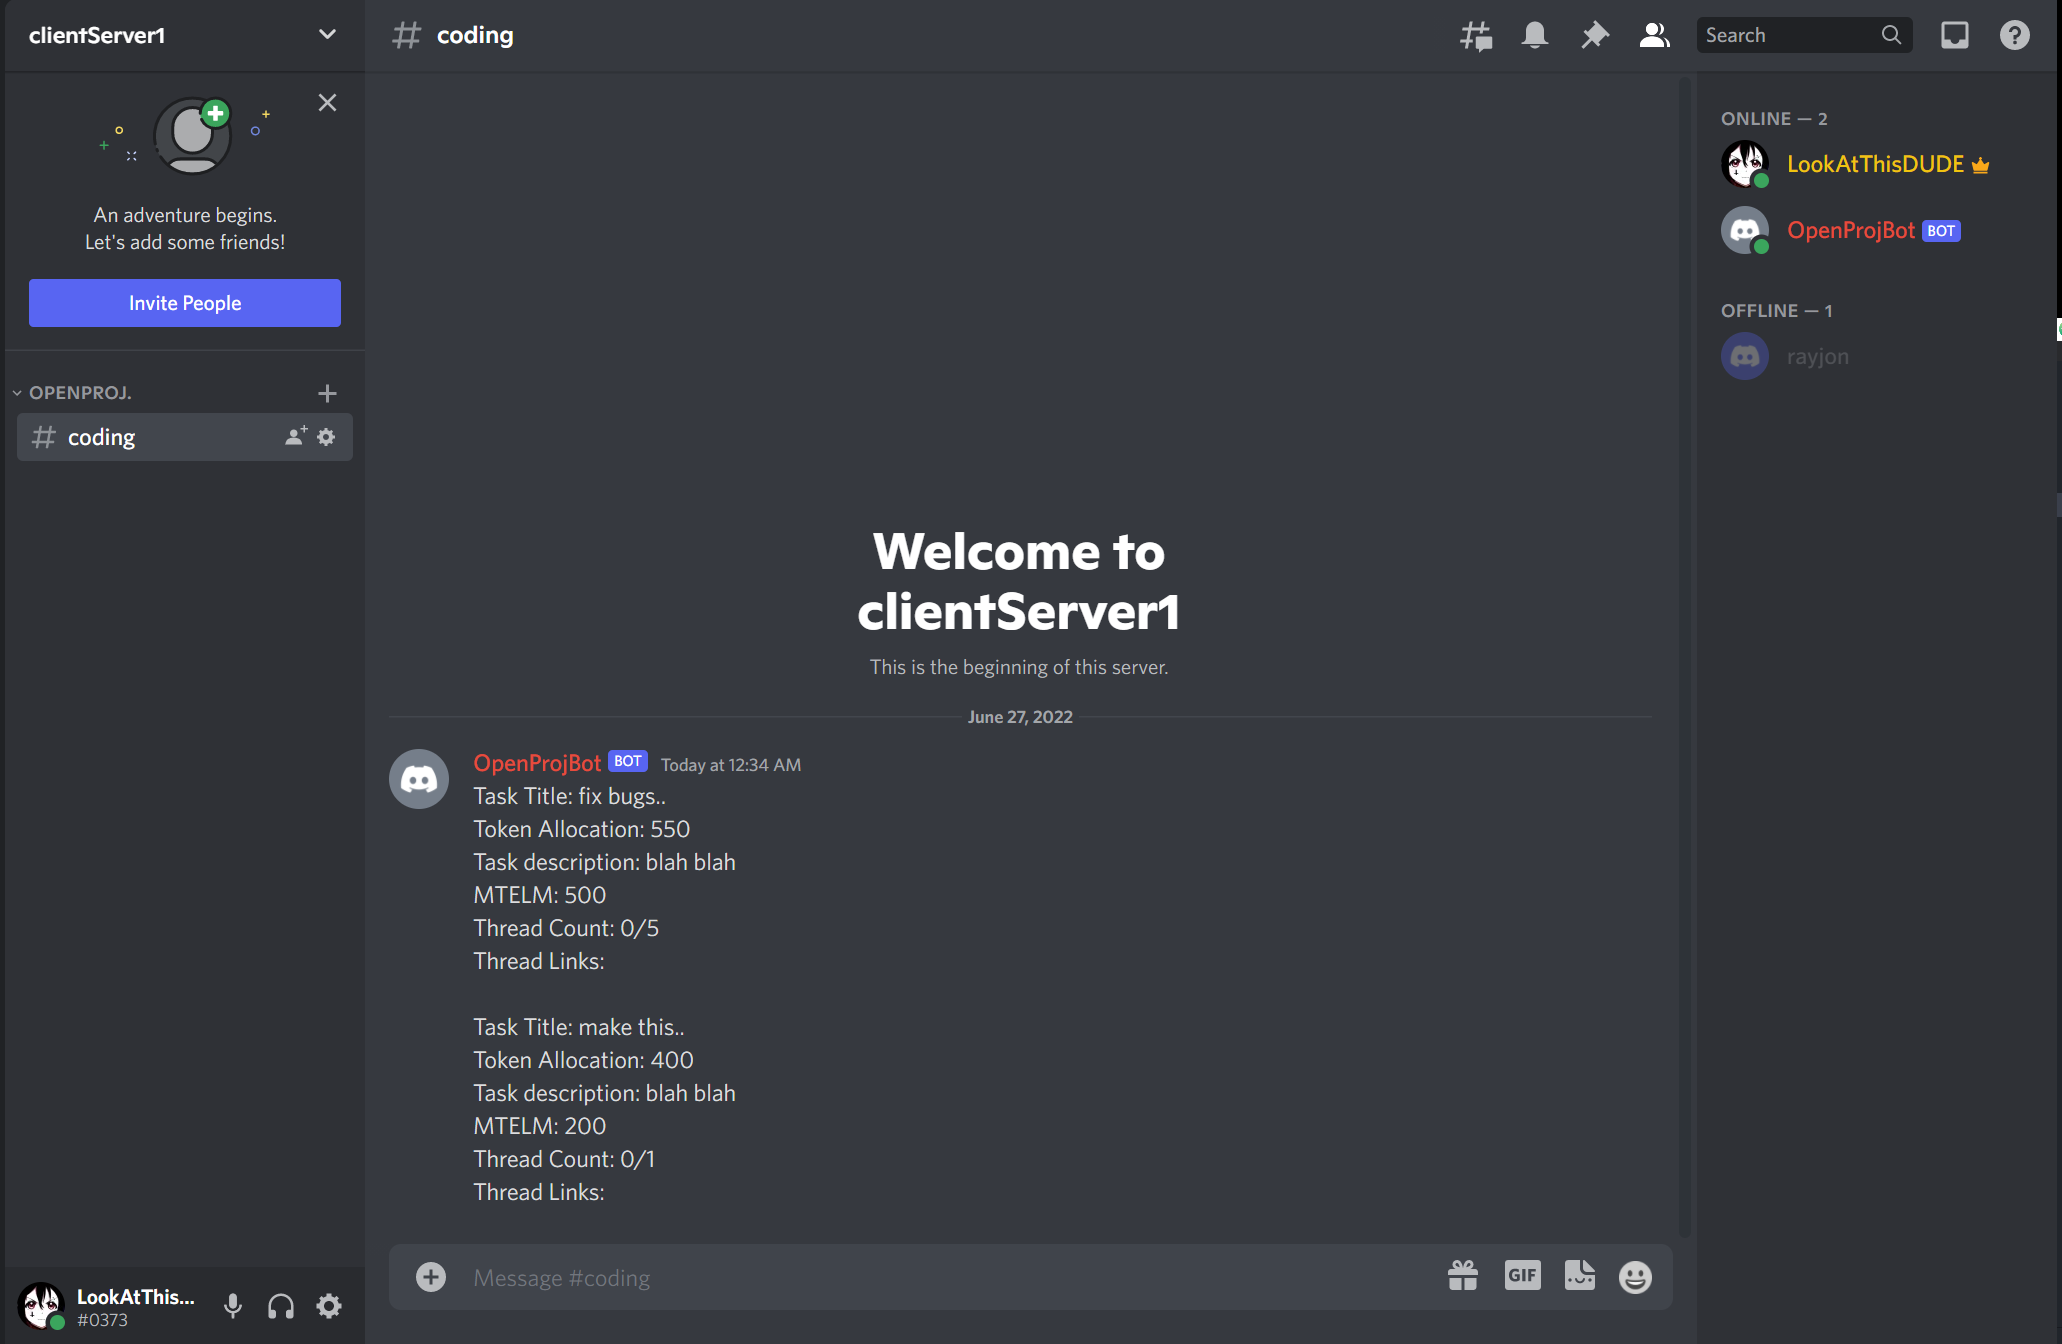 clientServer1
An adventure begins.
Let's add some friends!
Invite People
OPENPROJ.
coding
LookAtThis...
#0373
coding
Search
Welcome to
clientServer1
This is the beginning of this server.
June 27, 2022
OpenProjBot BOT Today at 12:34 AM
Task Title: fix bugs..
Token Allocation: 550
Task description: blah blah
MTELM: 500
Thread Count: 0/5
Thread Links:
Task Title: make this..
Token Allocation: 400
Task description: blah blah
MTELM: 200
Thread Count: 0/1
Thread Links:
Message #coding
GIF
ONLINE — 2
LookAtThisDUDE
OpenProjBot BOT
OFFLINE — 1
rayjon